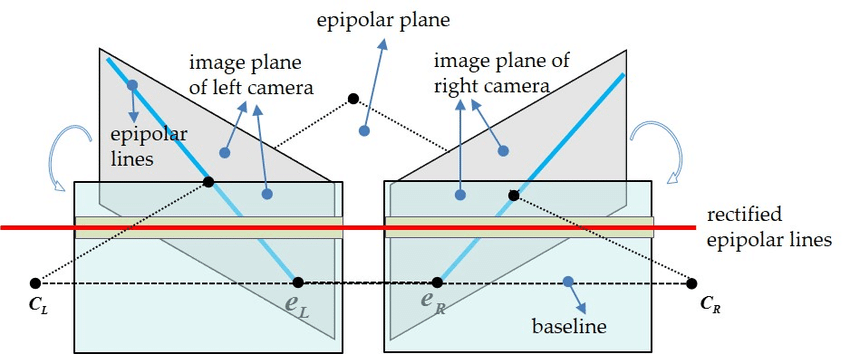 epipolar plane
image plane
of left camera
image plane of
right camera
epipolar
lines
rectified
epipolar lines
C_L
e_L
e_R
C_R
baseline